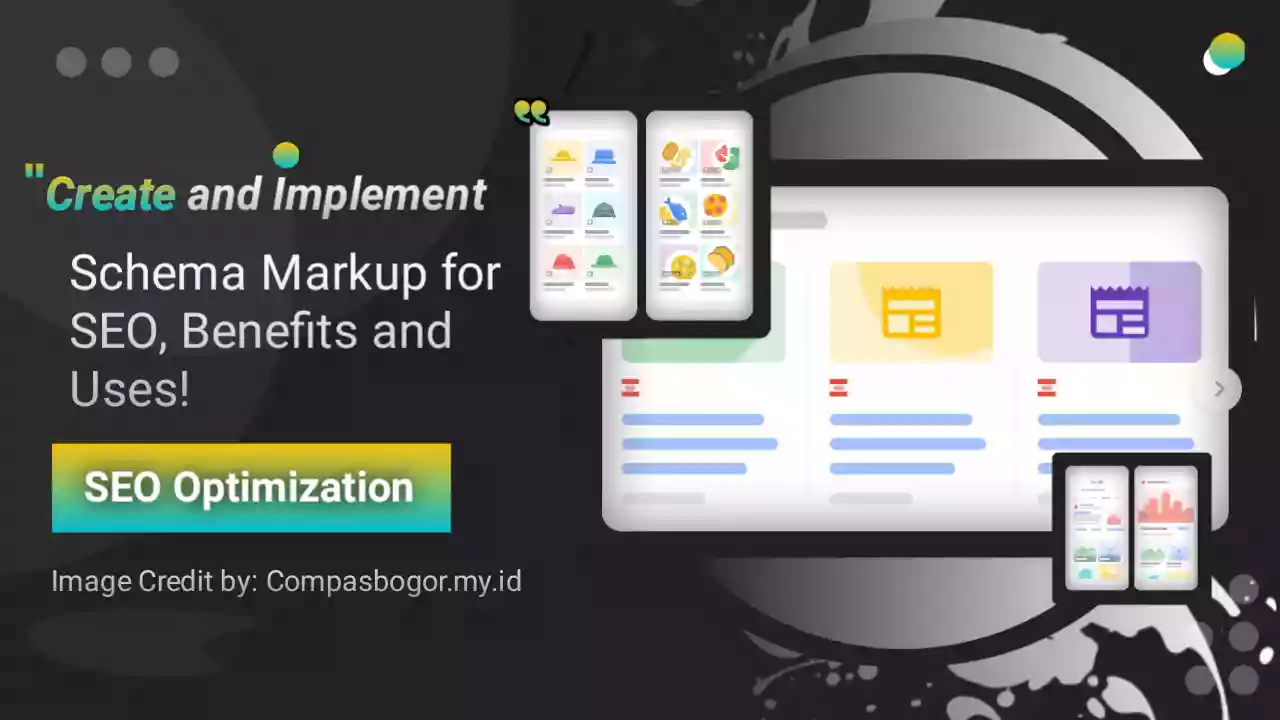 "Create and Implement
Schema Markup for
SEO, Benefits and
Uses!
SEO Optimization
Image Credit by: Compasbogor.my.id